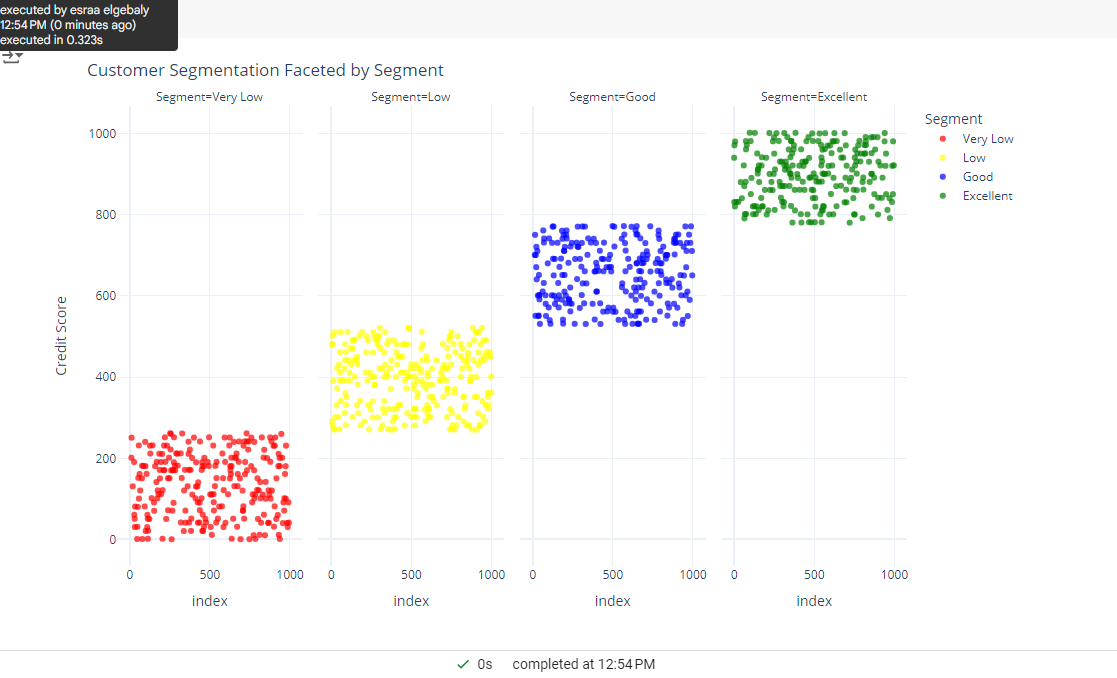 executed by esraa elgebaly
12:54 PM (0 minutes ago)
executed in 0.323s
Customer Segmentation Faceted by Segment
Segment=Very Low Segment=Low Segment=Good Segment=Excellent
Segment
Very Low
Low
Good
Excellent
Credit Score
1000
800
600
400
200
0
0 500 1000 0 500 1000 0 500 1000 0 500 1000
index index index index
0s completed at 12:54 PM